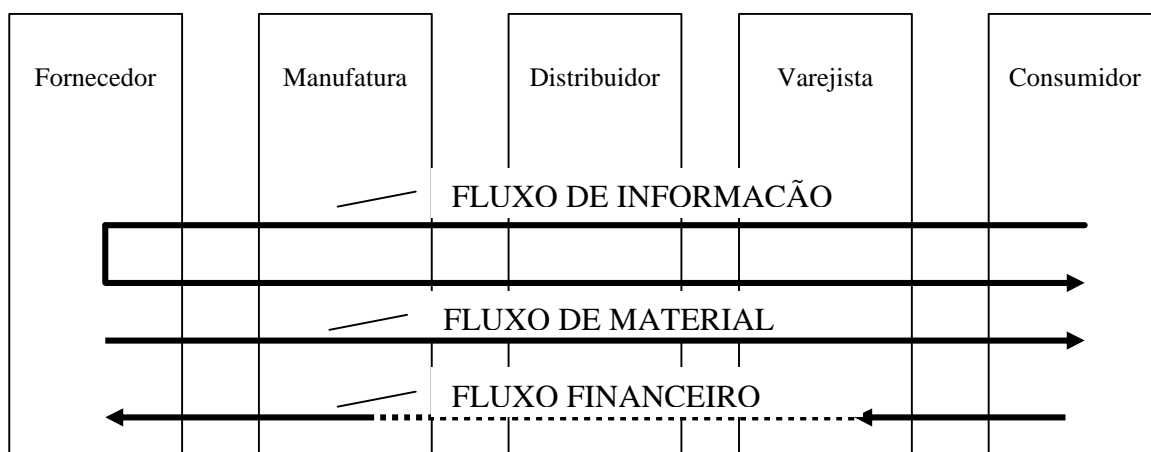 Fornecedor Manufatura Distribuidor Varejista Consumidor
FLUXO DE INFORMACÃO
FLUXO DE MATERIAL
FLUXO FINANCEIRO